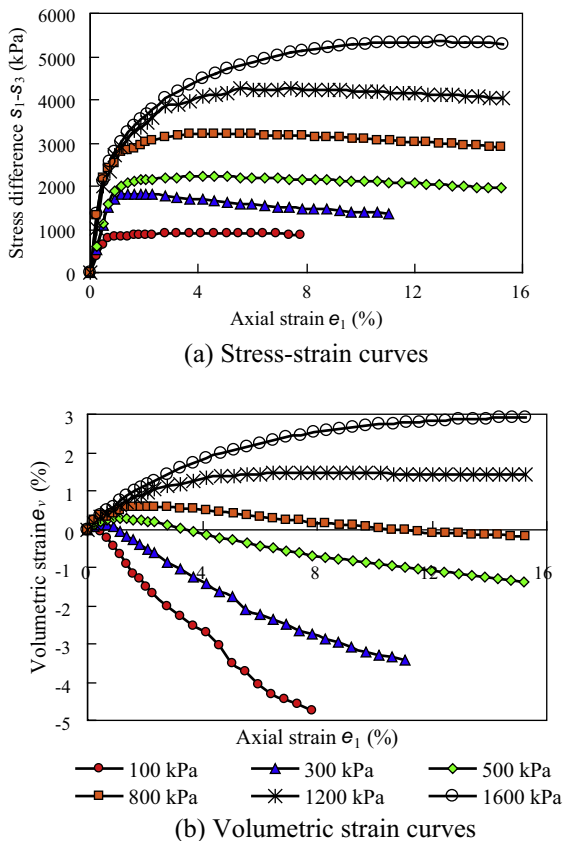 6000
5000
4000
3000
2000
1000
0
Stress difference s1-s3 (kPa)
0 4 8 12 16
Axial strain e1 (%)
(a) Stress-strain curves
3
2
1
0
-1
-2
-3
-4
-5
Volumetric strain ev (%)
0 4 8 12 16
Axial strain e1 (%)
100 kPa 300 kPa 500 kPa
800 kPa 1200 kPa 1600 kPa
(b) Volumetric strain curves